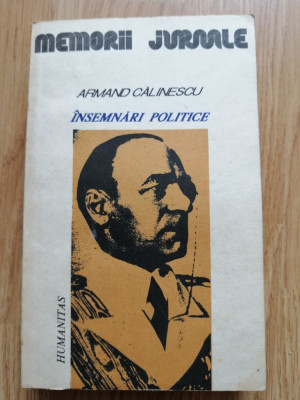 MEMORII JURNALE
ARMAND CĂLINESCU
ÎNSEMNĂRI POLITICE
HUMANITAS